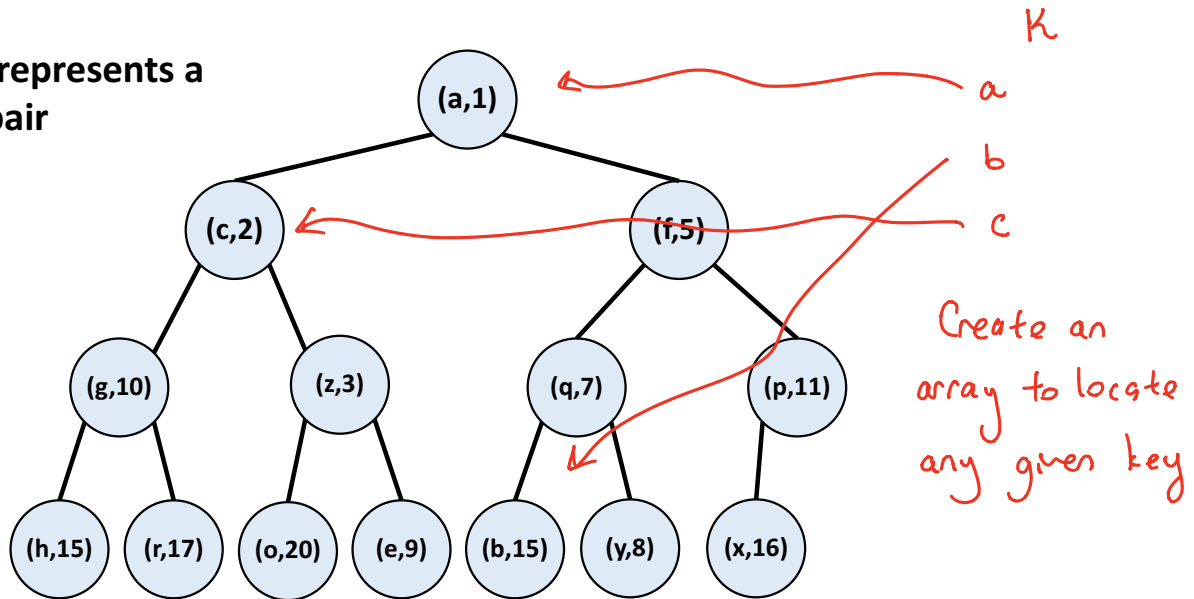 represents a
pair
K
(a,1)
a
b
(c,2)
(f,5)
c
Create an
array to locate
any given key
(g,10)
(z,3)
(q,7)
(p,11)
(h,15)
(r,17)
(o,20)
(e,9)
(b,15)
(y,8)
(x,16)